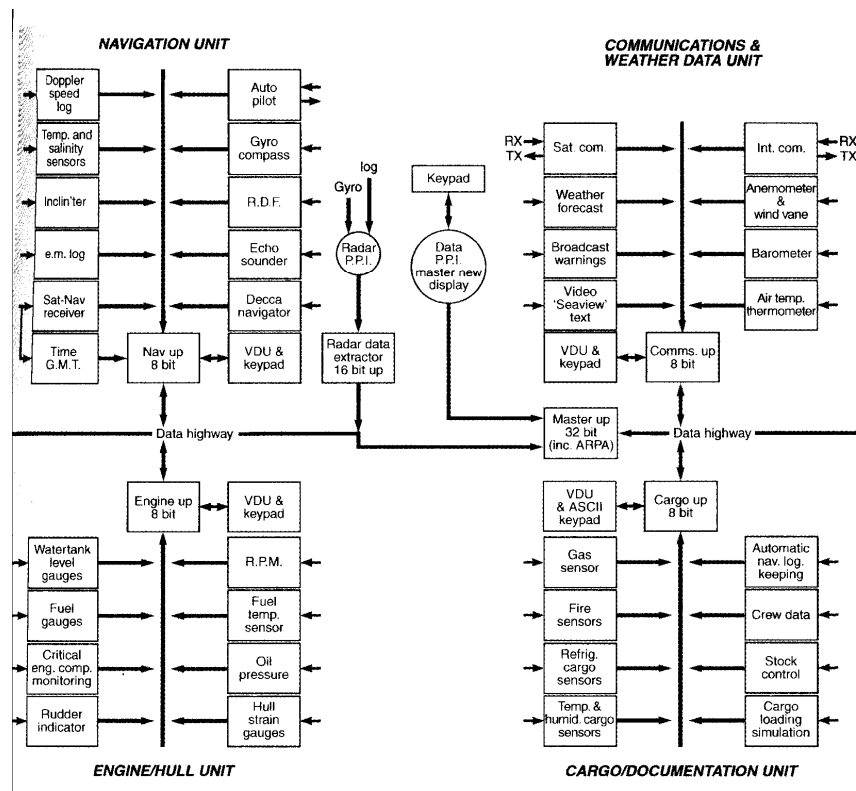 NAVIGATION UNIT
Doppler
speed
log
Temp. and
salinity
sensors
Inclin'ter
e.m. log
Sat-Nav
receiver
Time
G.M.T.
Nav up
8 bit
Auto
pilot
Gyro
compass
R.D.F.
Echo
sounder
Decca
navigator
VDU &
keypad
log
Gyro
Radar
P.P.I.
Radar data
extractor
16 bit up
Keypad
Data
P.P.I.
master new
display
COMMUNICATIONS &
WEATHER DATA UNIT
RX
TX
Sat. com.
Weather
forecast
Broadcast
warnings
Video
'Seaview'
text
VDU &
keypad
Comms. up
8 bit
Int. com.
RX
TX
Anemometer
&
wind vane
Barometer
Air temp.
thermometer
Data highway
Master up
32 bit
(inc. ARPA)
Data highway
Engine up
8 bit
VDU &
keypad
Watertank
level
gauges
Fuel
gauges
Critical
eng. comp.
monitoring
Rudder
indicator
R.P.M.
Fuel
temp.
sensor
Oil
pressure
Hull
strain
gauges
ENGINE/HULL UNIT
VDU
& ASCII
keypad
Cargo up
8 bit
Gas
sensor
Fire
sensors
Refrig.
cargo
sensors
Temp. &
humid. cargo
sensors
Automatic
nav. log.
keeping
Crew data
Stock
control
Cargo
loading
simulation
CARGO/DOCUMENTATION UNIT